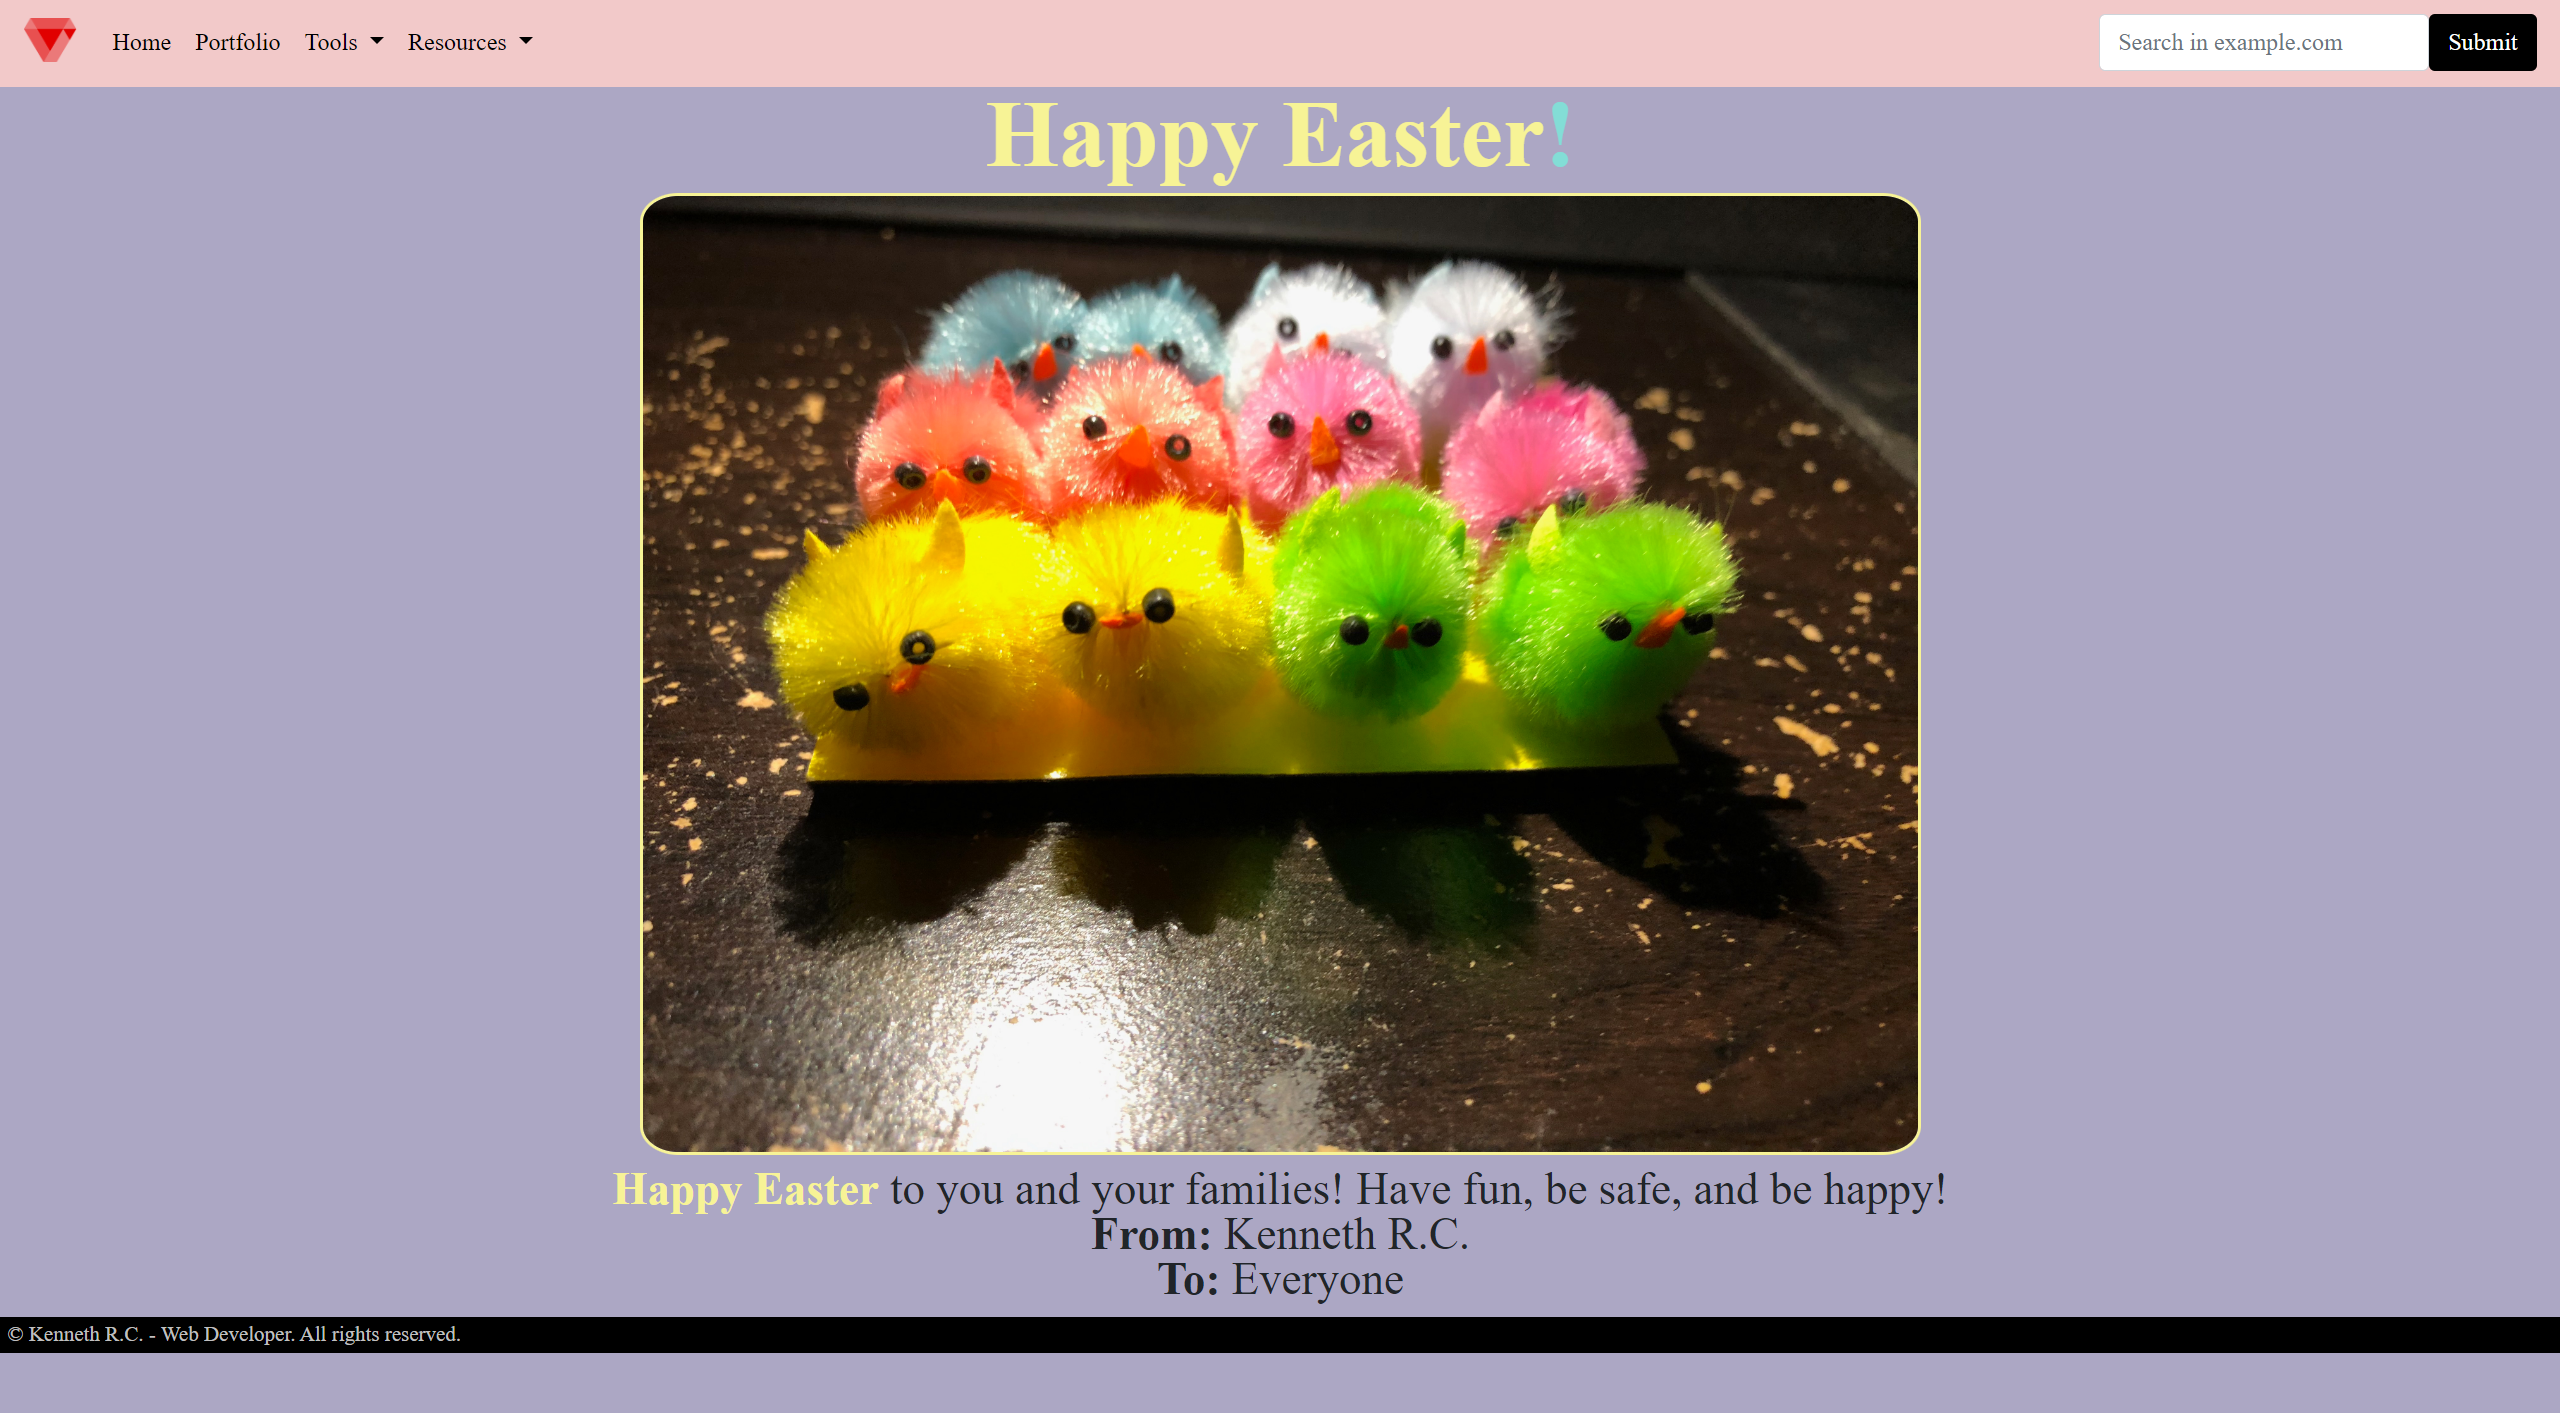 Home Portfolio Tools Resources Search in example.com Submit
Happy Easter!
Happy Easter to you and your families! Have fun, be safe, and be happy!
From: Kenneth R.C.
To: Everyone
© Kenneth R.C. - Web Developer. All rights reserved.